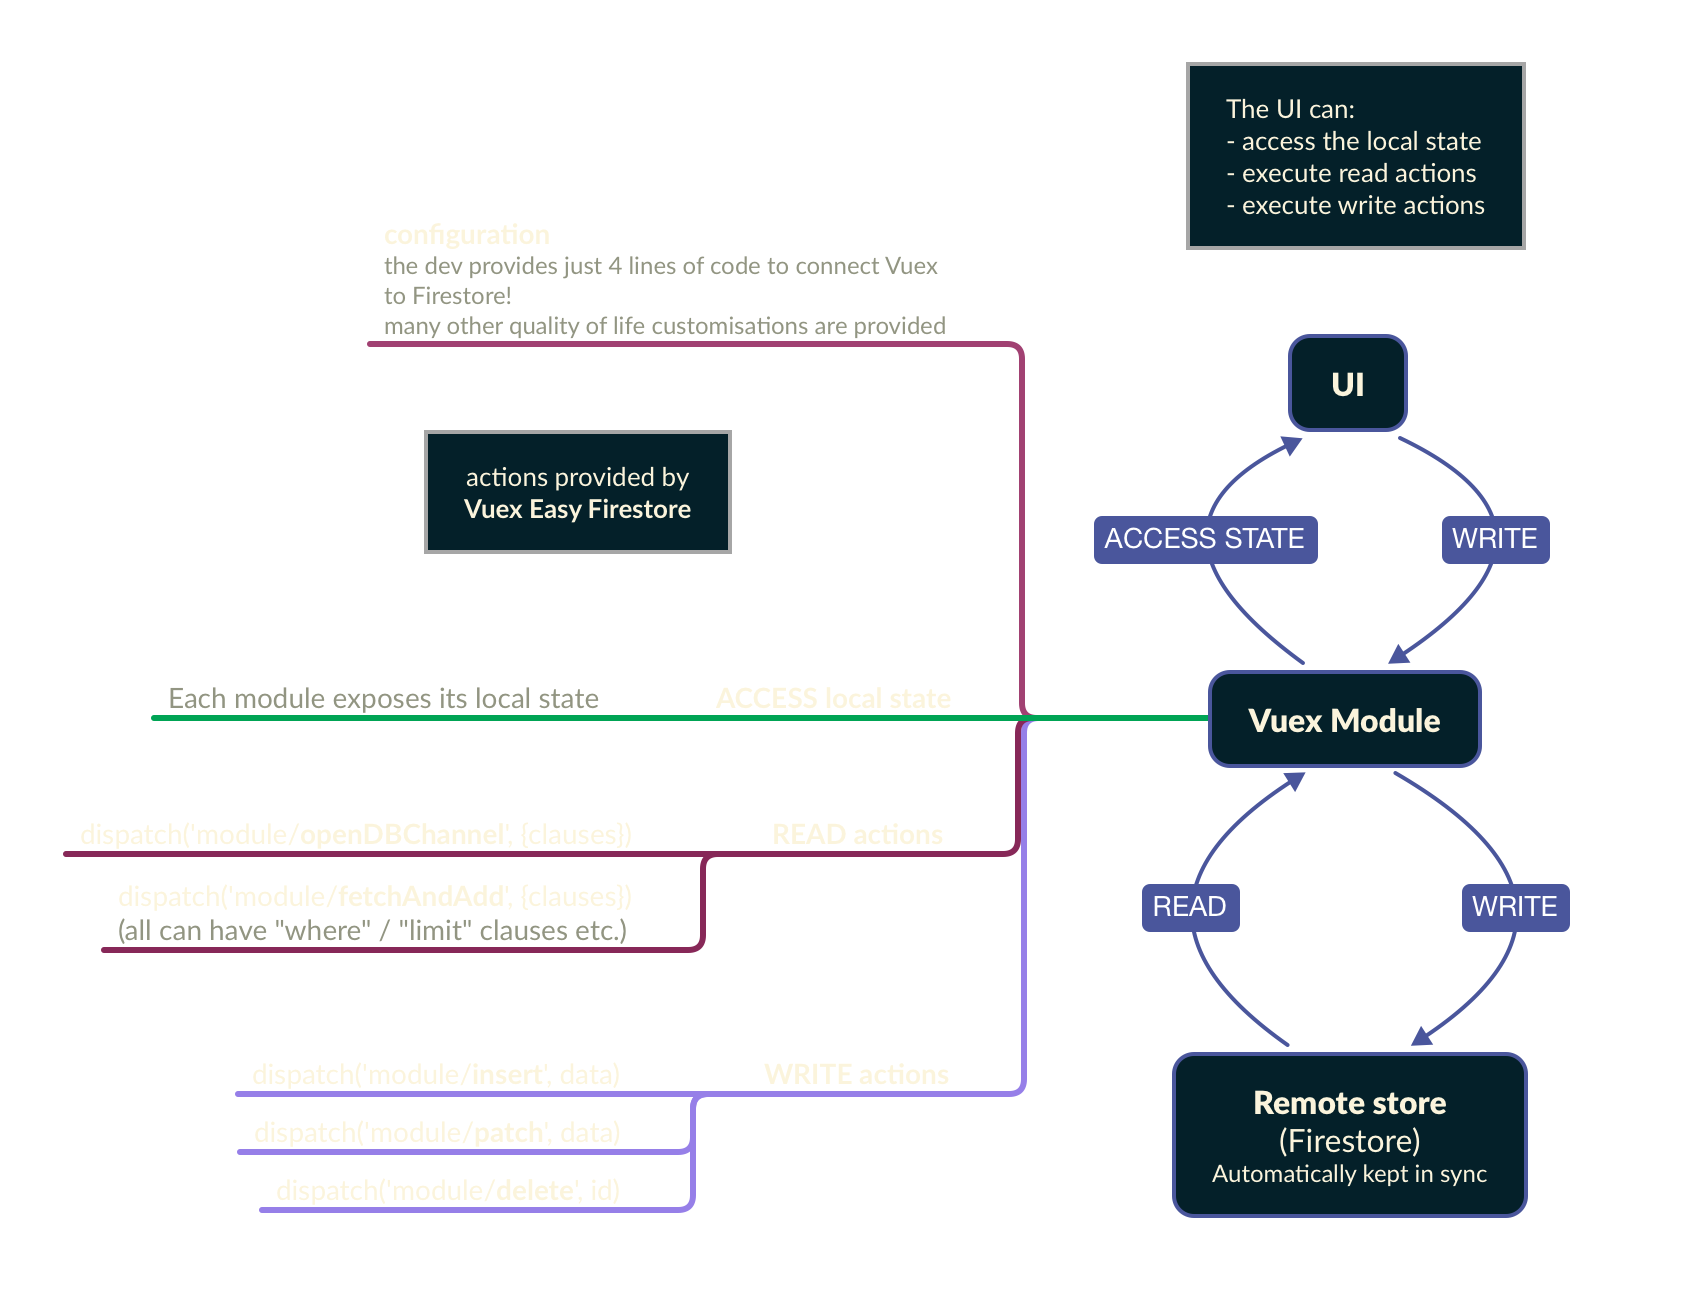 The UI can:
- access the local state
- execute read actions
- execute write actions
configuration
the dev provides just 4 lines of code to connect Vuex
to Firestore!
many other quality of life customisations are provided
UI
actions provided by
Vuex Easy Firestore
ACCESS STATE
WRITE
Each module exposes its local state
ACCESS local state
Vuex Module
dispatch('module/openDBChannel', {clauses})
READ actions
dispatch('module/fetchAndAdd', {clauses})
(all can have "where" / "limit" clauses etc.)
READ
WRITE
dispatch('module/insert', data)
WRITE actions
dispatch('module/patch', data)
dispatch('module/delete', id)
Remote store
(Firestore)
Automatically kept in sync